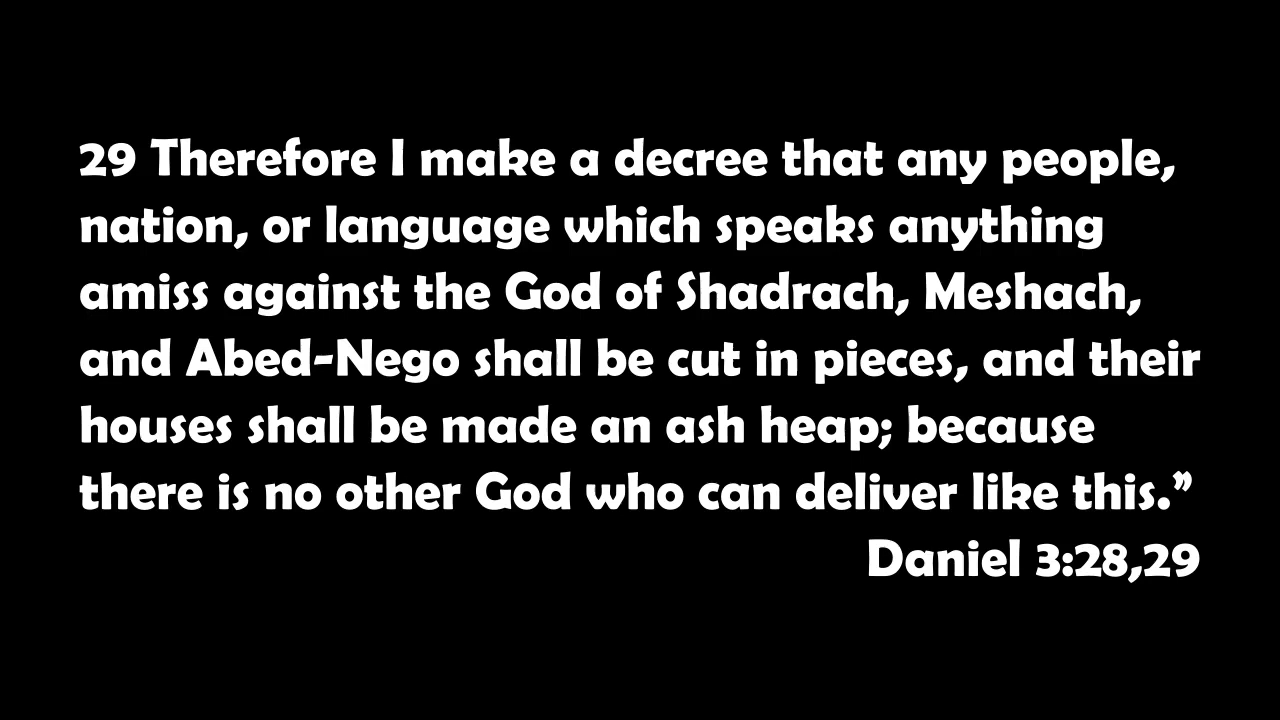 29 Therefore I make a decree that any people,
nation, or language which speaks anything
amiss against the God of Shadrach, Meshach,
and Abed-Nego shall be cut in pieces, and their
houses shall be made an ash heap; because
there is no other God who can deliver like this.”
Daniel 3:28,29